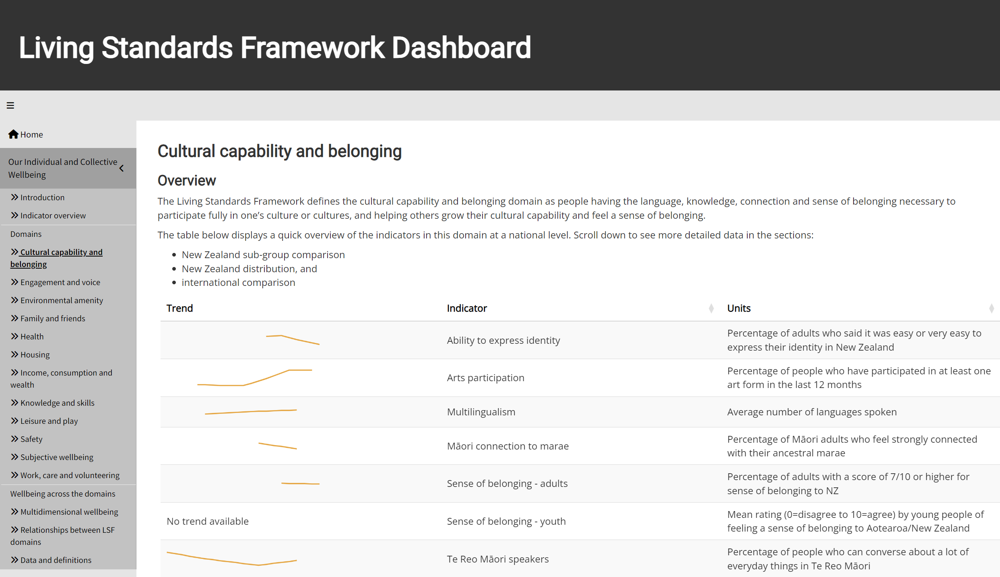 Living Standards Framework Dashboard
Home
Our Individual and Collective
Wellbeing
Introduction
Indicator overview
Domains
Cultural capability and
belonging
Engagement and voice
Environmental amenity
Family and friends
Health
Housing
Income, consumption and
wealth
Knowledge and skills
Leisure and play
Safety
Subjective wellbeing
Work, care and volunteering
Wellbeing across the domains
Multidimensional wellbeing
Relationships between LSF
domains
Data and definitions
Cultural capability and belonging
Overview
The Living Standards Framework defines the cultural capability and belonging domain as people having the language, knowledge, connection and sense of belonging necessary to
participate fully in one’s culture or cultures, and helping others grow their cultural capability and feel a sense of belonging.
The table below displays a quick overview of the indicators in this domain at a national level. Scroll down to see more detailed data in the sections:
• New Zealand sub-group comparison
• New Zealand distribution, and
• international comparison
Trend Indicator Units
Ability to express identity
Percentage of adults who said it was easy or very easy to
express their identity in New Zealand
Arts participation
Percentage of people who have participated in at least one
art form in the last 12 months
Multilingualism
Average number of languages spoken
Māori connection to marae
Percentage of Māori adults who feel strongly connected
with their ancestral marae
Sense of belonging - adults
Percentage of adults with a score of 7/10 or higher for
sense of belonging to NZ
No trend available
Sense of belonging - youth
Mean rating (0=disagree to 10=agree) by young people of
feeling a sense of belonging to Aotearoa/New Zealand
Te Reo Māori speakers
Percentage of people who can converse about a lot of
everyday things in Te Reo Māori